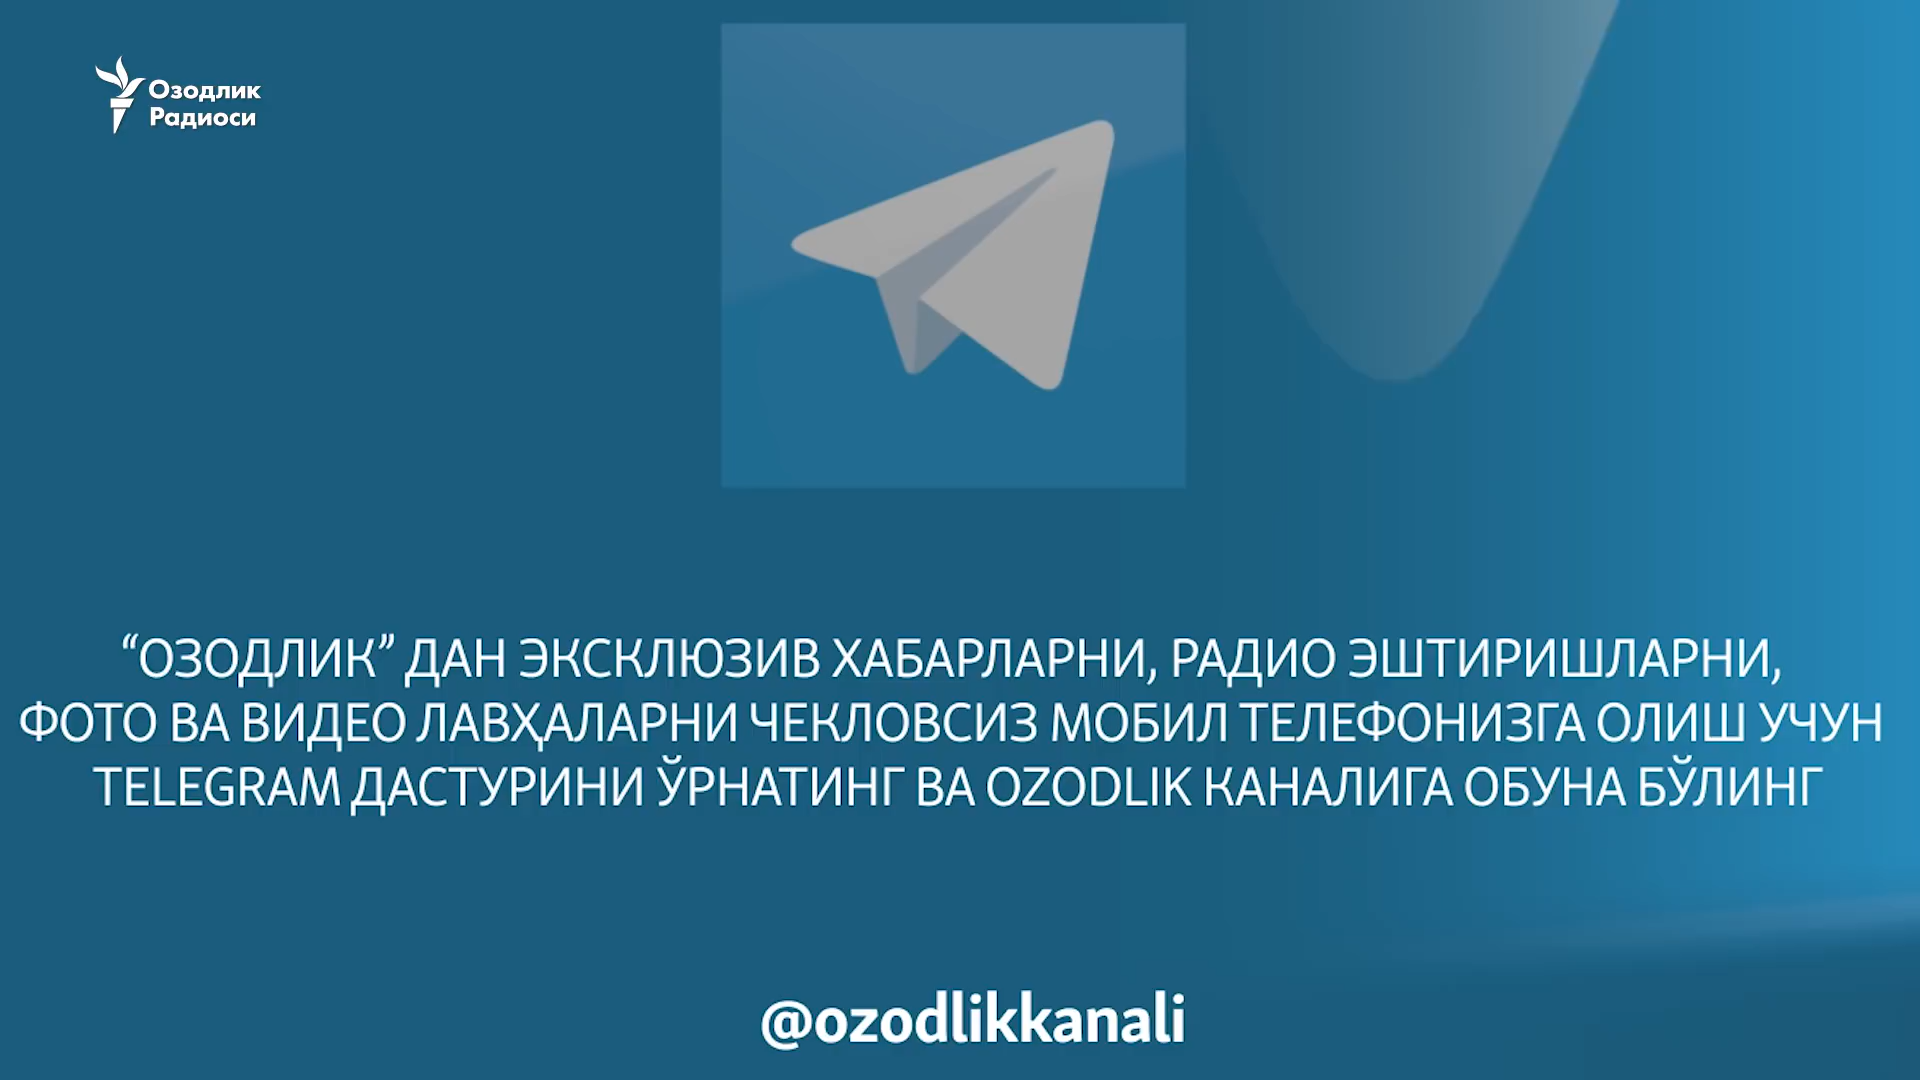 Озодлик
Радиоси
“ОЗОДЛИК” ДАН ЭКСКЛЮЗИВ ХАБАРЛАРНИ, РАДИО ЭШТИРИШЛАРНИ,
ФОТО ВА ВИДЕО ЛАВҲАЛАРНИ ЧЕКЛОВСИЗ МОБИЛ ТЕЛЕФОНИЗГА ОЛИШ УЧУН
TELEGRAM ДАСТУРИНИ ЎРНАТИНГ ВА OZODLIK КАНАЛИГА ОБУНА БЎЛИНГ
@ozodlikkanali